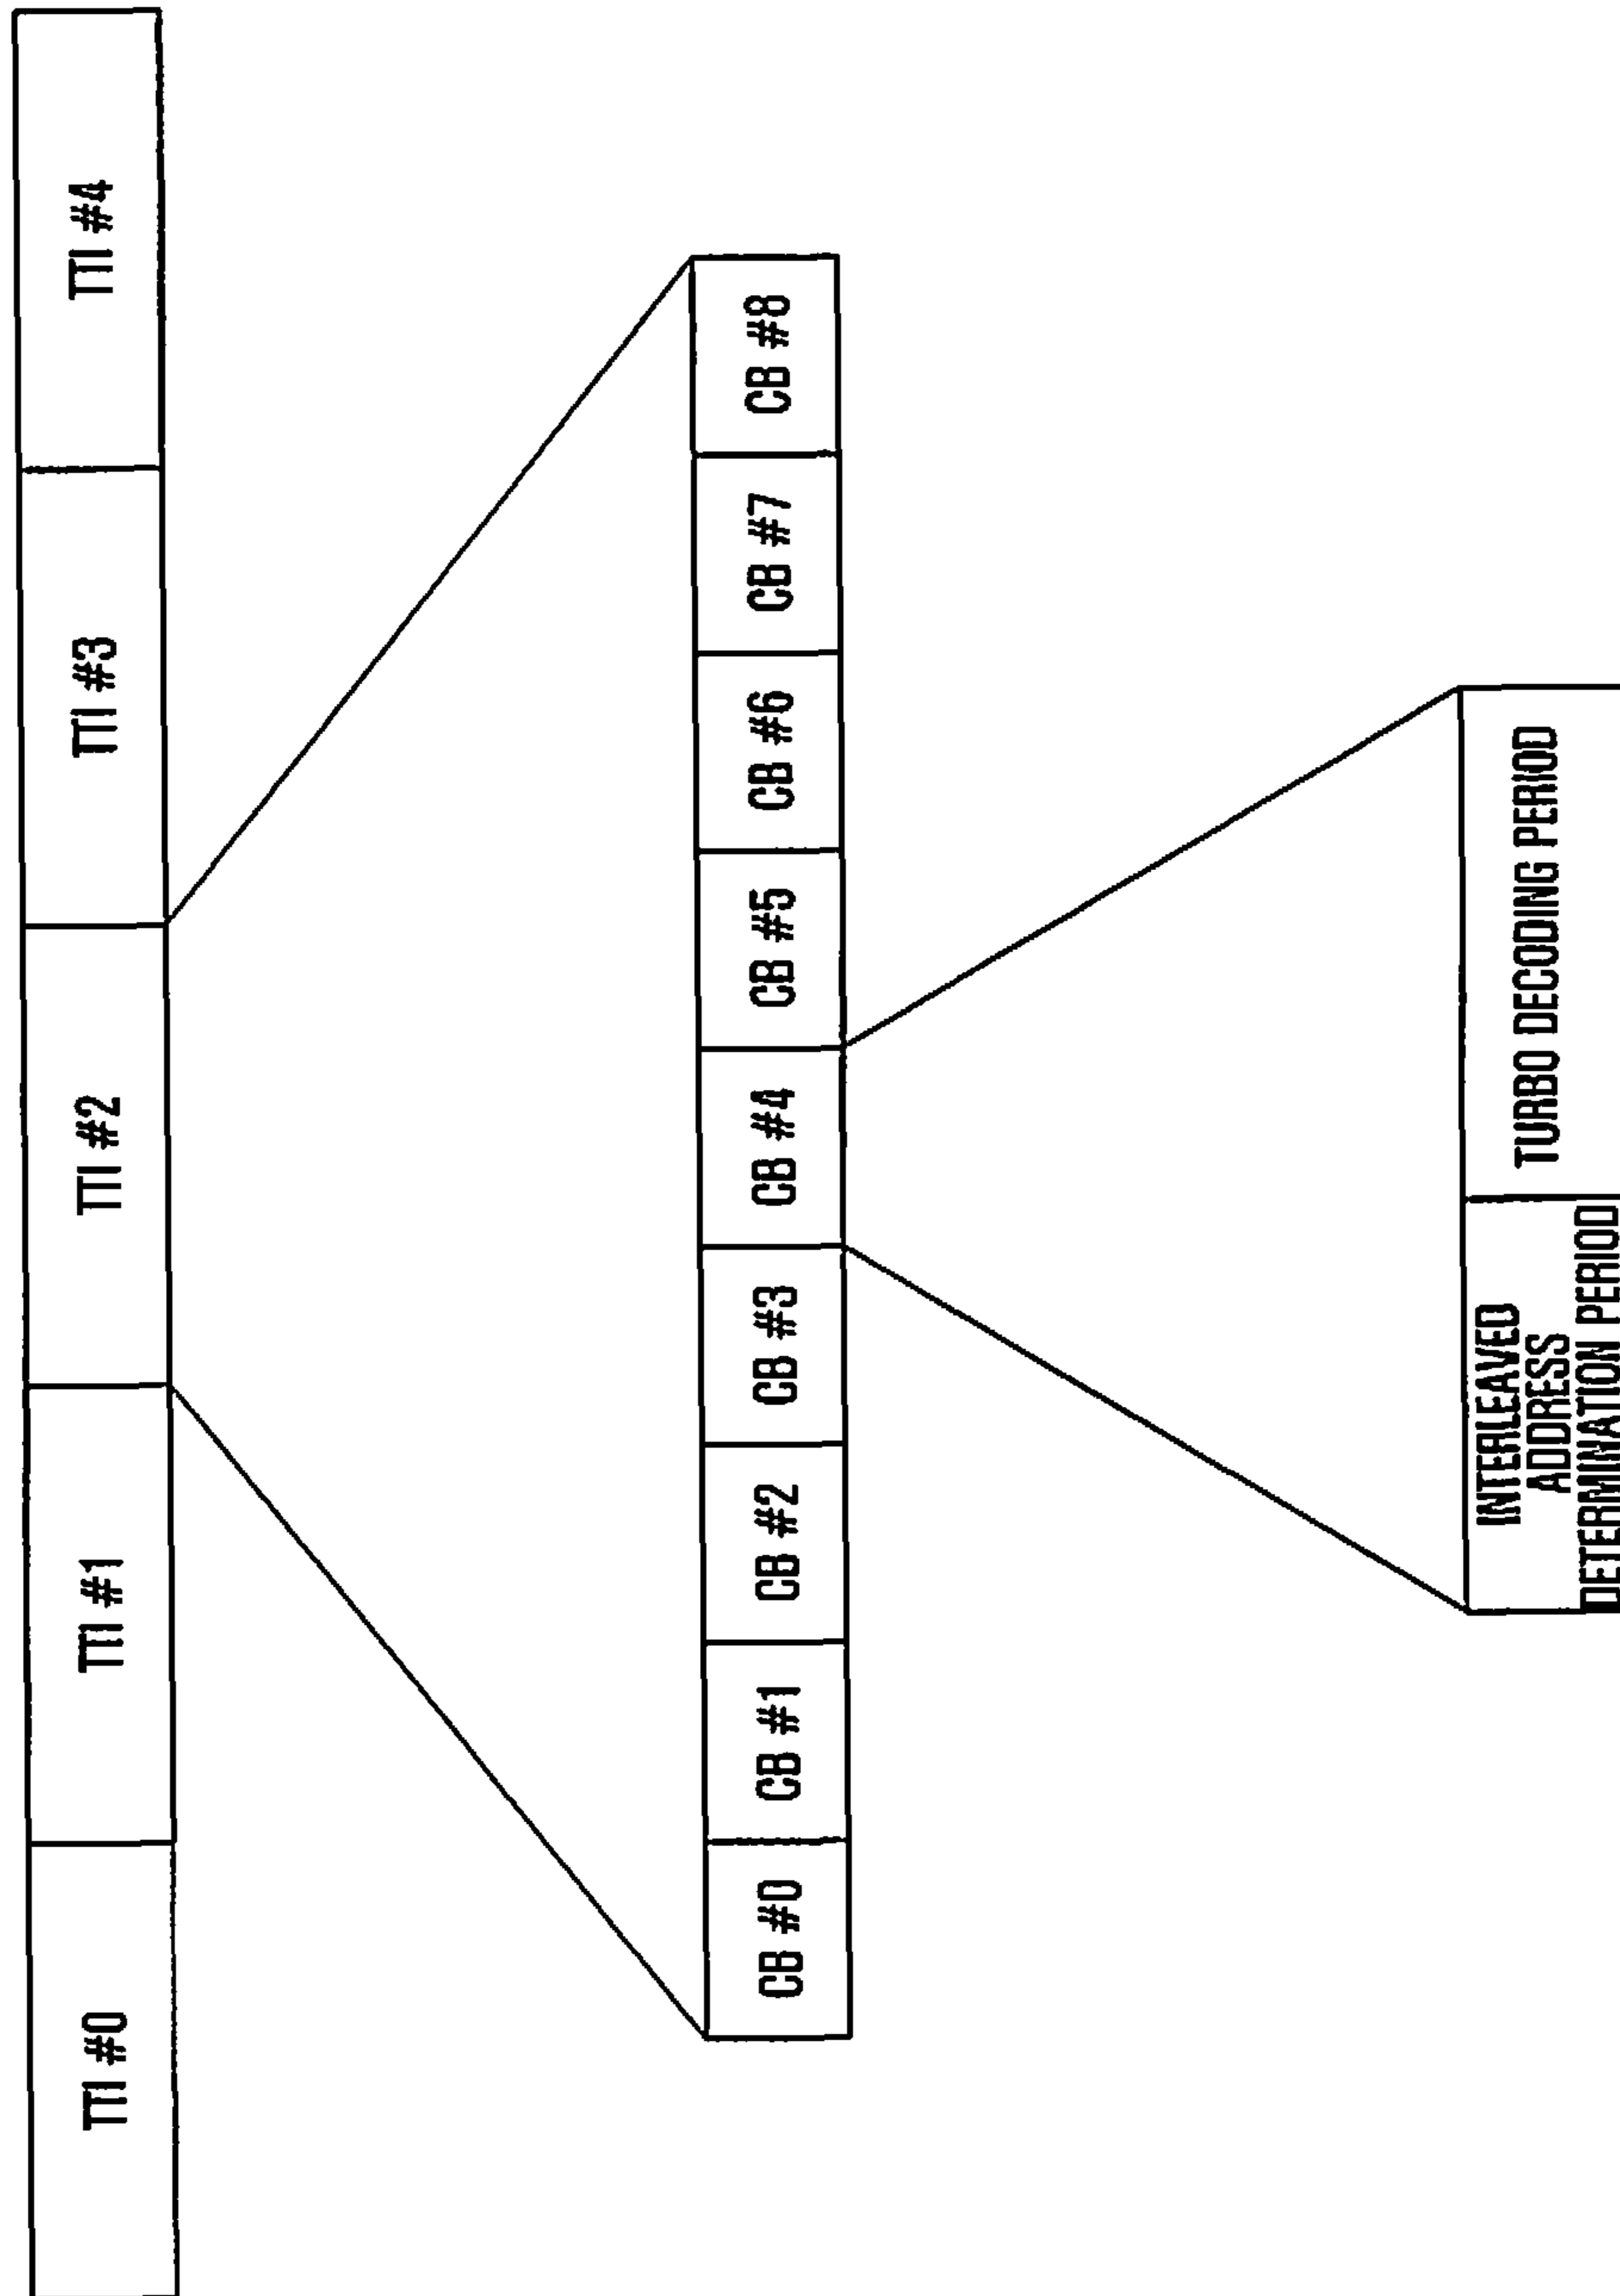 TTI #0
TTI #1
TTI #2
TTI #3
TTI #4
CB #0
CB #1
CB #2
CB #3
CB #4
CB #5
CB #6
CB #7
CB #8
INTERLEAVED
ADDRESS
DETERMINATION PERIOD
TURBO DECODING PERIOD